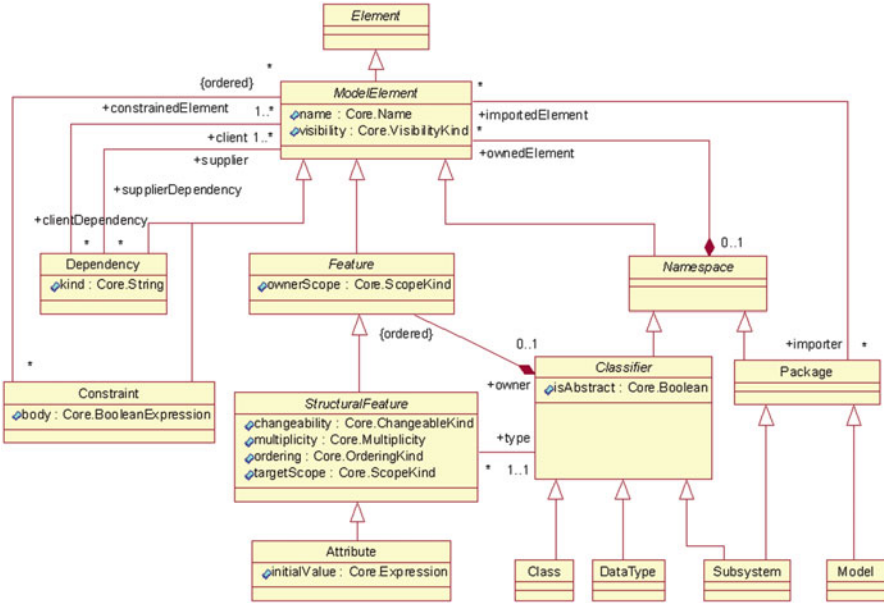 Element
*
{ordered}
ModelElement
*
+constrainedElement
1..*
name : Core.Name
+importedElement
+client
1..*
visibility : Core.VisibilityKind
*
+supplier
+ownedElement
+supplierDependency
+clientDependency
*
*
0..1
Dependency
kind : Core.String
Feature
ownerScope : Core.ScopeKind
Namespace
{ordered}
0..1
+importer
*
*
Classifier
isAbstract : Core.Boolean
Package
+owner
Constraint
body : Core.BooleanExpression
StructuralFeature
changeability : Core.ChangeableKind
multiplicity : Core.Multiplicity
ordering : Core.OrderingKind
targetScope : Core.ScopeKind
+type
*
1..1
Attribute
initialValue : Core.Expression
Class
DataType
Subsystem
Model